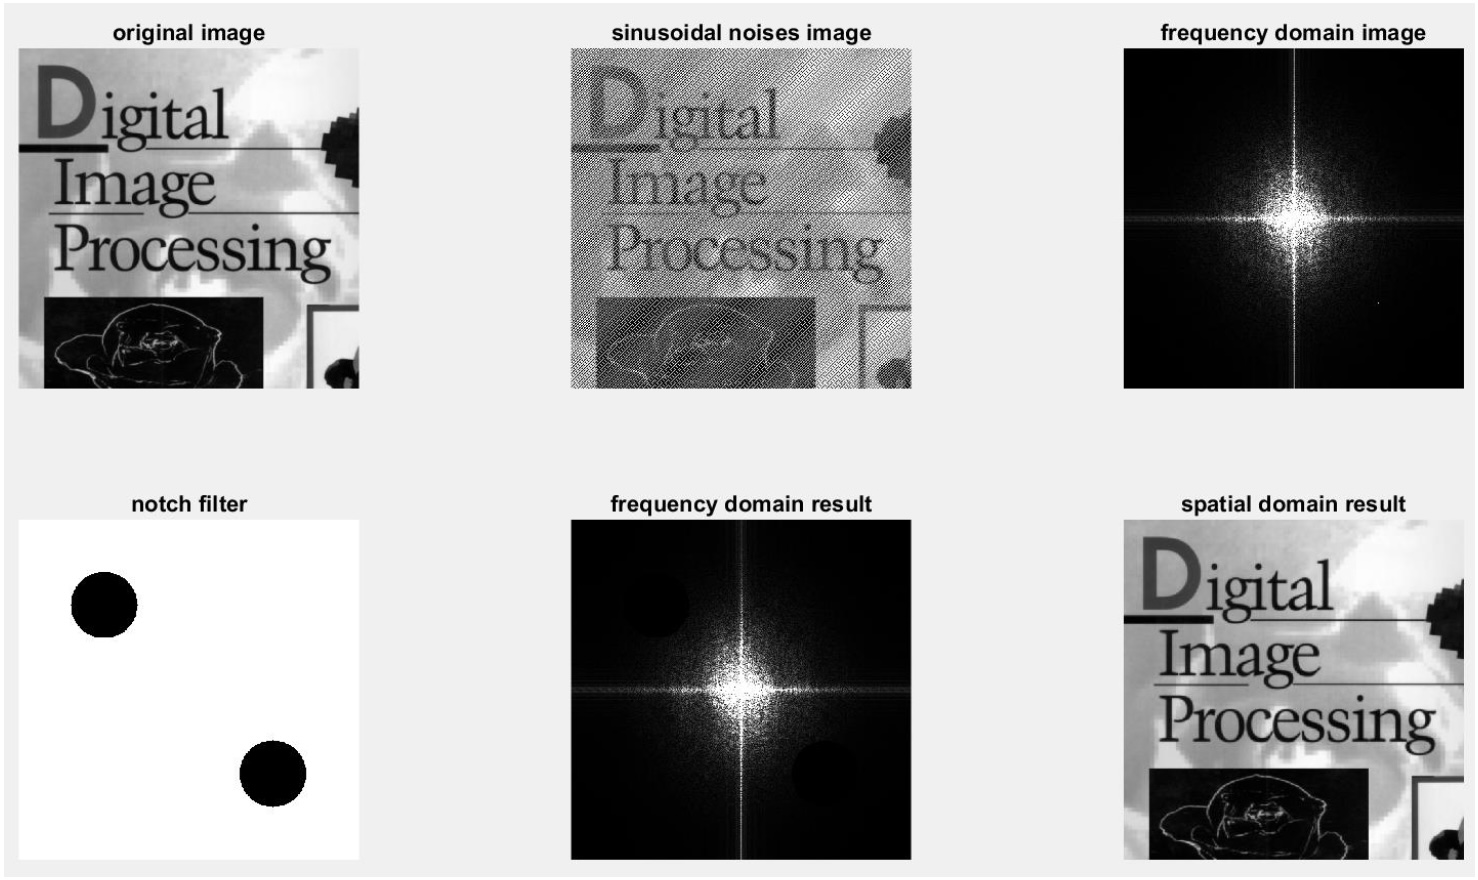 original image
sinusoidal noises image
frequency domain image
Digital
Image
Processing
Digital
Image
Processing
notch filter
frequency domain result
spatial domain result
Digital
Image
Processing